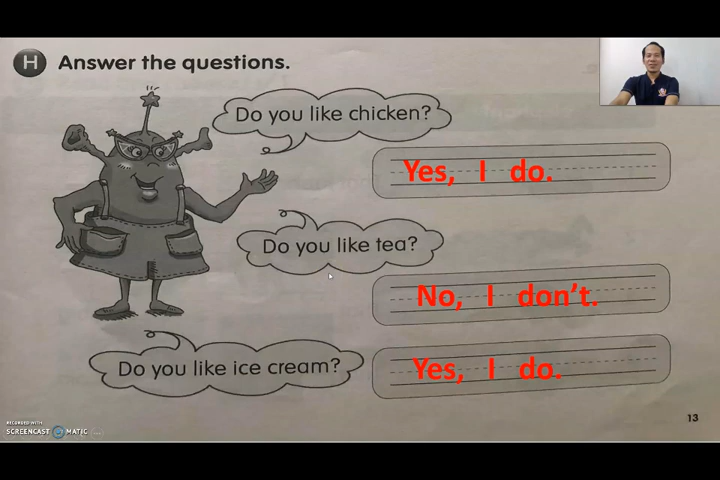 H Answer the questions.
Do you like chicken?
Yes, I do.
Do you like tea?
No, I don't.
Do you like ice cream?
Yes, I do.
13
RECORDED WITH
SCREENCAST MATIC